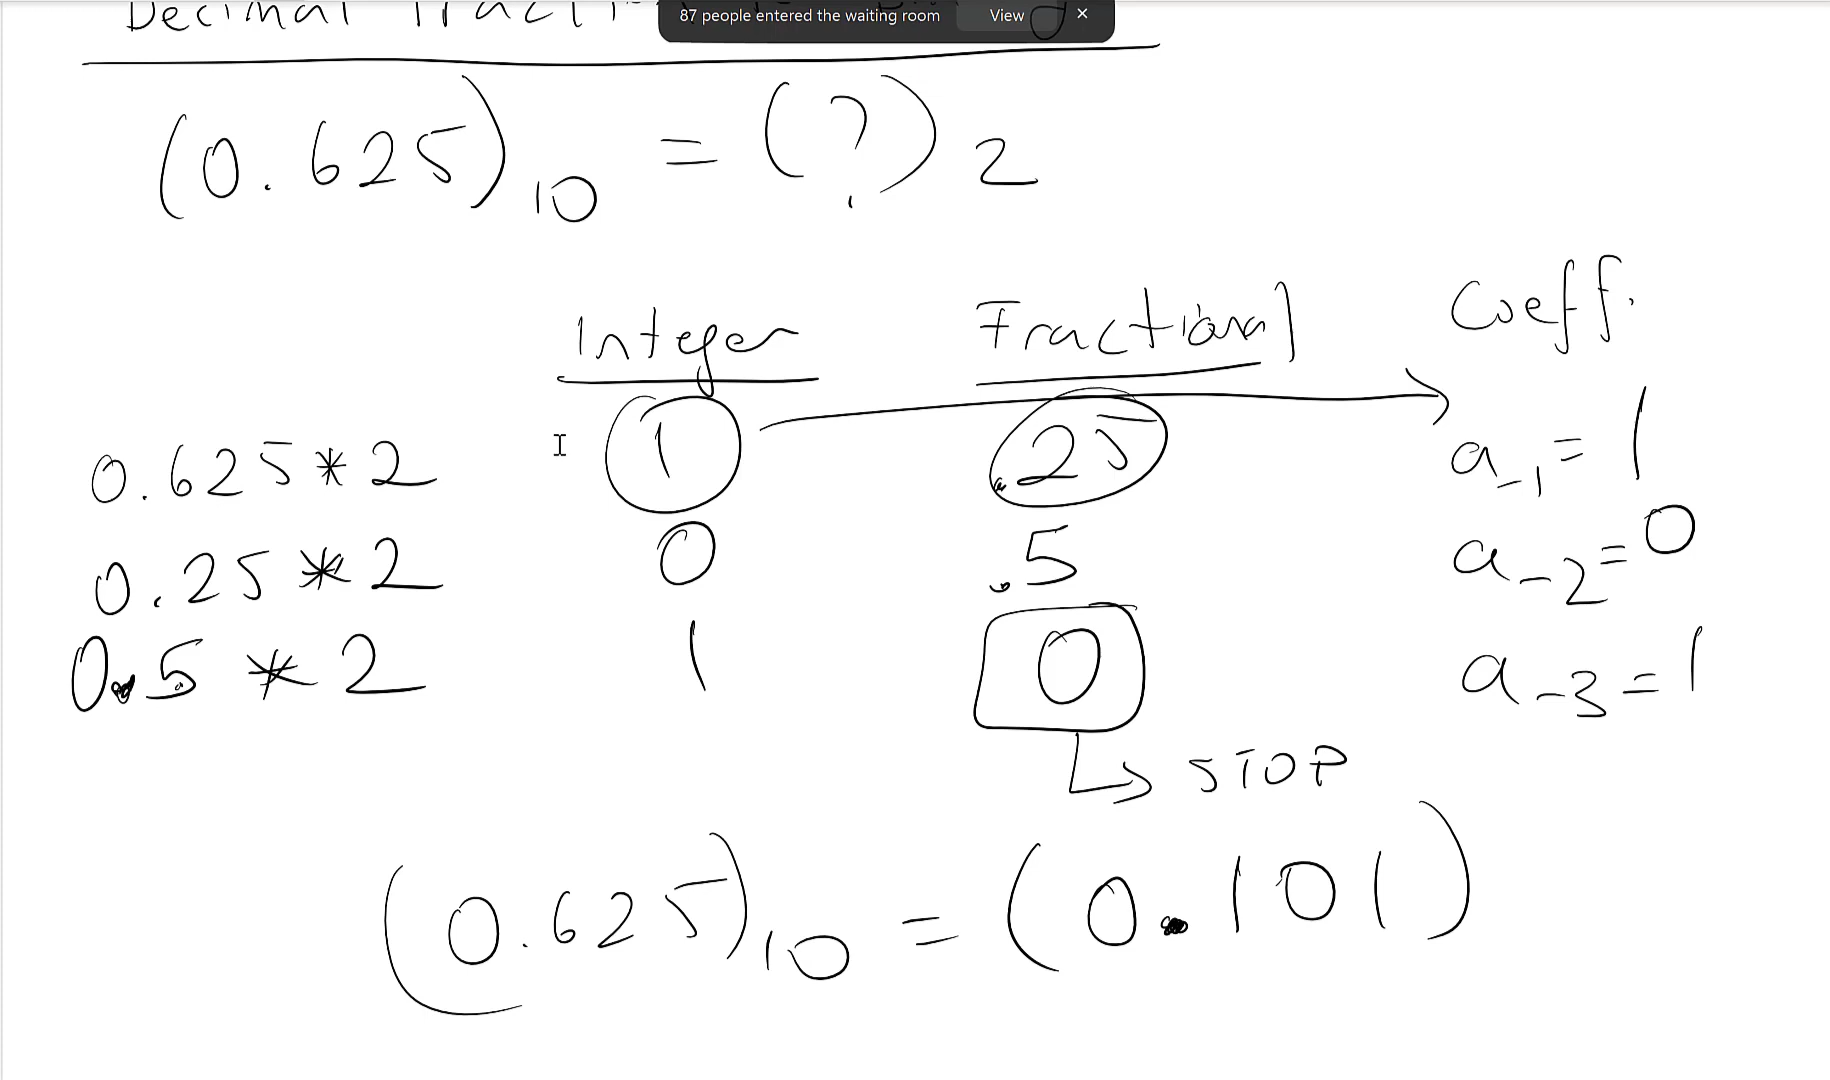 Decimal
87 people entered the waiting room View ×
(0.625)₁₀ = (?)₂
Integer Fractional Coeff.
0.625 * 2 1 .25 a₋₁ = 1
0.25 * 2 0 .5 a₋₂ = 0
0.5 * 2 1 0 a₋₃ = 1
STOP
(0.625)₁₀ = (0.101)